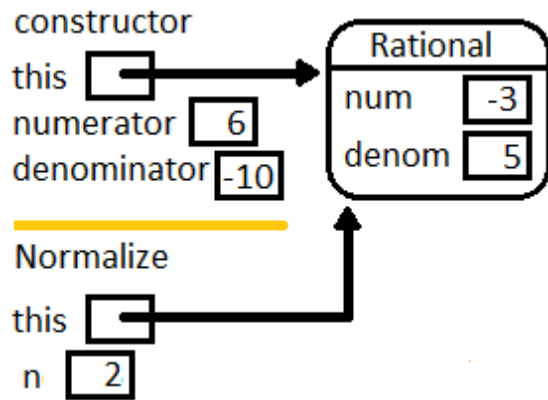 constructor
this
numerator 6
denominator -10
Rational
num -3
denom 5
Normalize
this
n 2